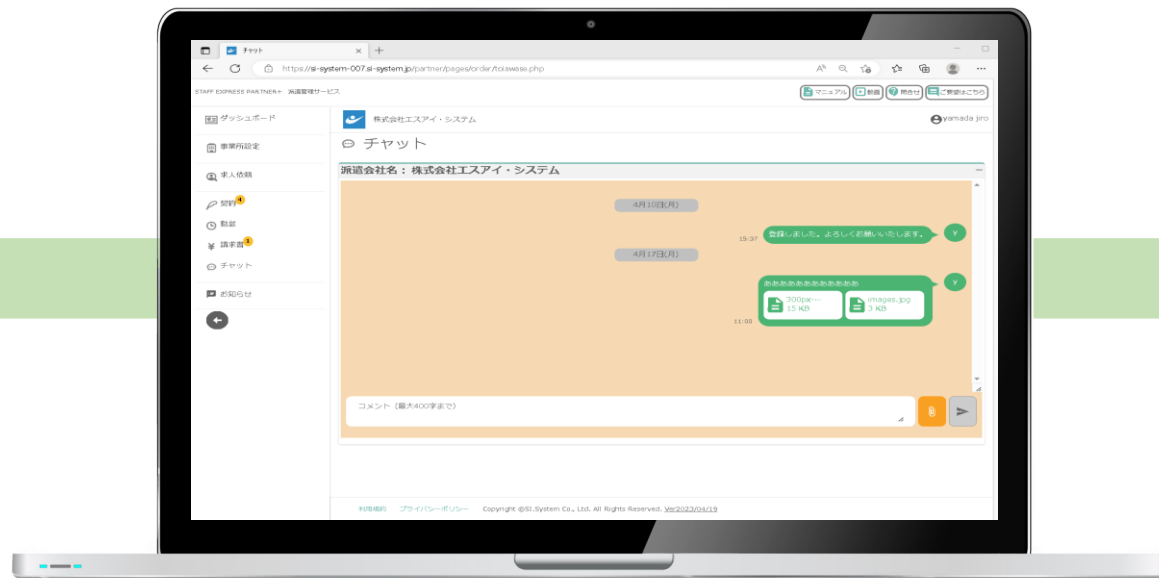 チャット
https://si-system-007.si-system.jp/partner/pages/order/toiawase.php
STAFF EXPRESS PARTNER+ 派遣管理サービス
マニュアル
動画
問合せ
ご要望はこちら
ダッシュボード
株式会社エスアイ・システム
yamada jiro
事業所設定
チャット
求人依頼
派遣会社名：株式会社エスアイ・システム
契約 4
4月10日(月)
勤怠
15:37 登録しました。よろしくお願いいたします。 Y
請求書 1
4月17日(月)
チャット
ああああああああああああ Y
お知らせ
300px-… images.jpg
15 KB 3 KB
11:00
コメント（最大400字まで）
利用規約 プライバシーポリシー Copyright @SI.System Co., Ltd. All Rights Reserved. Ver2023/04/19